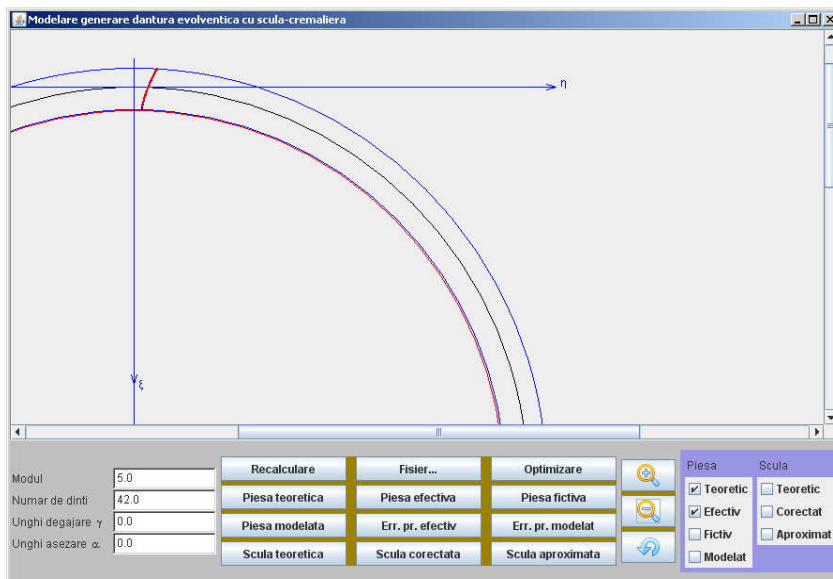 Modelare generare dantura evolventica cu scula-cremaliera
η
ξ
Modul 5.0
Numar de dinti 42.0
Unghi degajare γ 0.0
Unghi asezare α 0.0
Recalculare Fisier... Optimizare
Piesa teoretica Piesa efectiva Piesa fictiva
Piesa modelata Err. pr. efectiv Err. pr. modelat
Scula teoretica Scula corectata Scula aproximata
Piesa Scula
Teoretic Teoretic
Efectiv Corectat
Fictiv Aproximat
Modelat